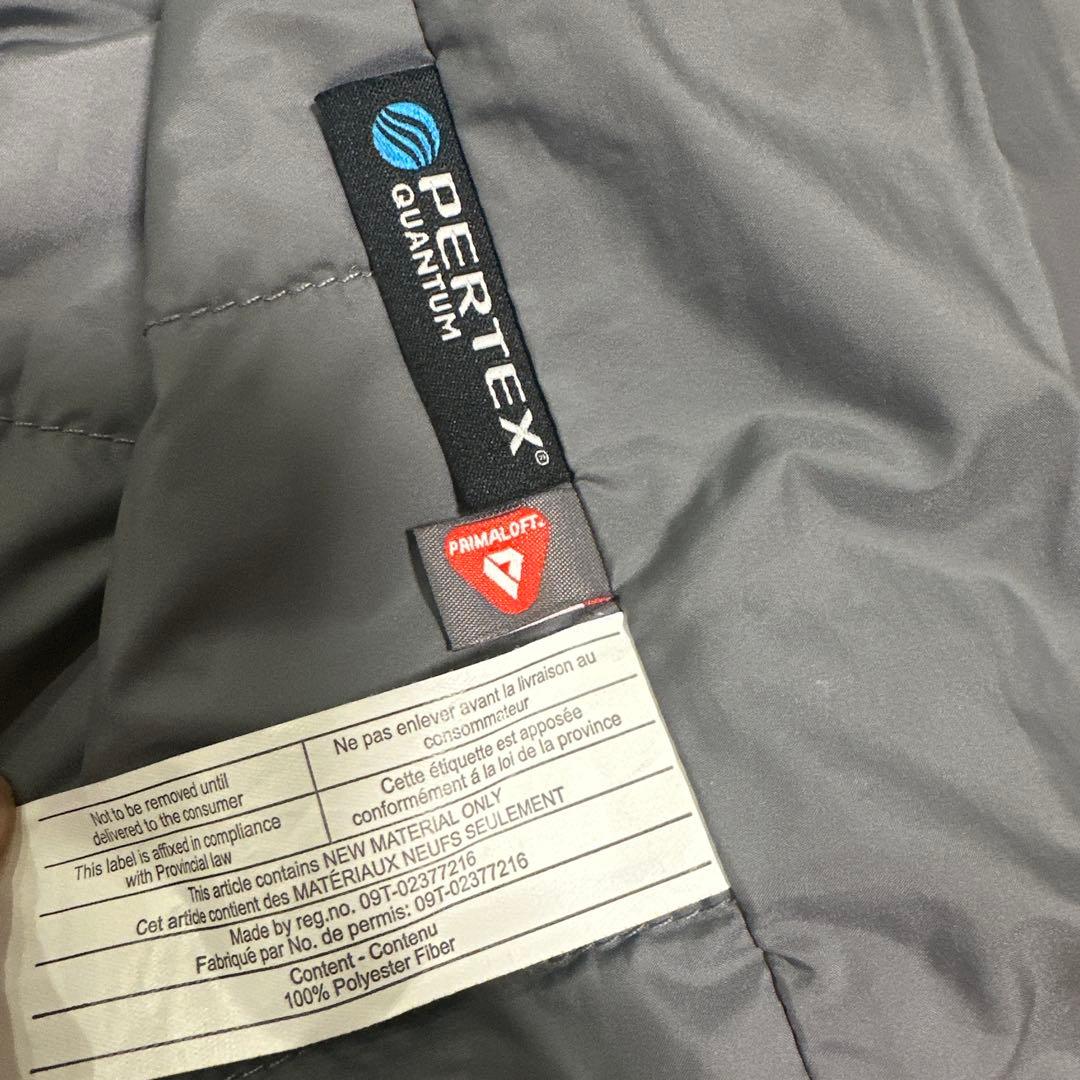 PERTEX®
QUANTUM
PRIMALOFT
Not to be removed until
delivered to the consumer
Ne pas enlever avant la livraison au
consommateur
This label is affixed in compliance
with Provincial law
Cette étiquette est apposée
conformément á la loi de la province
This article contains NEW MATERIAL ONLY
Cet article contient des MATÉRIAUX NEUFS SEULEMENT
Made by reg.no. 09T-02377216
Fabriqué par No. de permis: 09T-02377216
Content - Contenu
100% Polyester Fiber